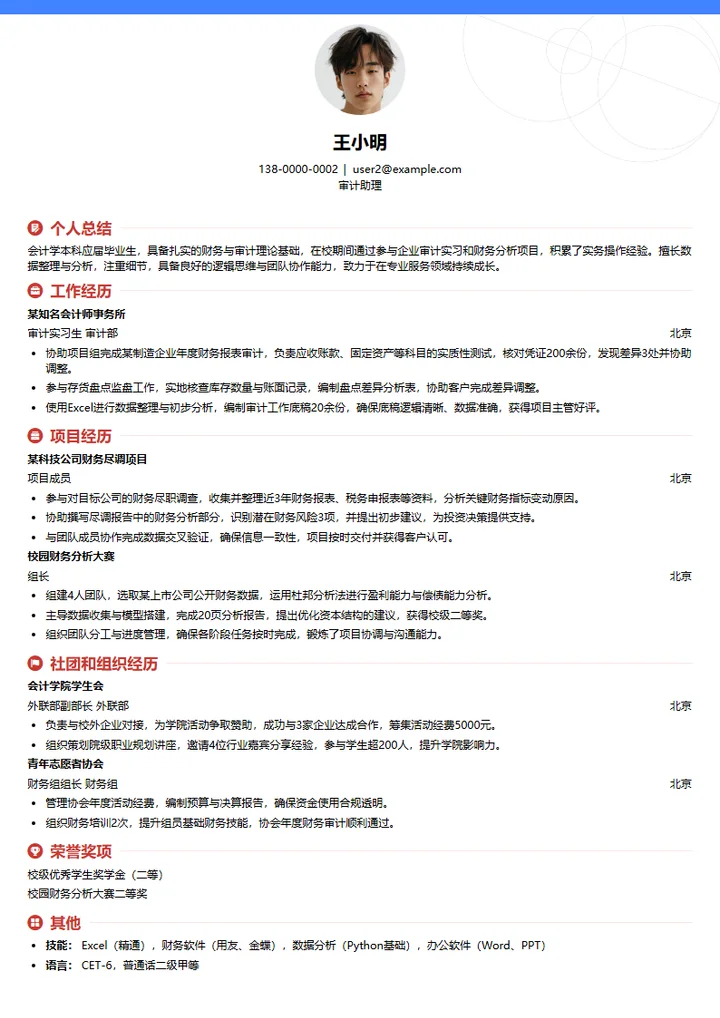 王小明
138-0000-0002 | user2@example.com
审计助理
个人总结
会计学本科应届毕业生，具备扎实的财务与审计理论基础，在校期间通过参与企业审计实习和财务分析项目，积累了实务操作经验。擅长数
据整理与分析，注重细节，具备良好的逻辑思维与团队协作能力，致力于在专业服务领域持续成长。
工作经历
某知名会计师事务所
审计实习生 审计部 北京
• 协助项目组完成某制造企业年度财务报表审计，负责应收账款、固定资产等科目的实质性测试，核对凭证200余份，发现差异3处并协助
调整。
• 参与存货盘点监盘工作，实地核查库存数量与账面记录，编制盘点差异分析表，协助客户完成差异调整。
• 使用Excel进行数据整理与初步分析，编制审计工作底稿20余份，确保底稿逻辑清晰、数据准确，获得项目主管好评。
项目经历
某科技公司财务尽调项目
项目成员 北京
• 参与对目标公司的财务尽职调查，收集并整理近3年财务报表、税务申报表等资料，分析关键财务指标变动原因。
• 协助撰写尽调报告中的财务分析部分，识别潜在财务风险3项，并提出初步建议，为投资决策提供支持。
• 与团队成员协作完成数据交叉验证，确保信息一致性，项目按时交付并获得客户认可。
校园财务分析大赛
组长 北京
• 组建4人团队，选取某上市公司公开财务数据，运用杜邦分析法进行盈利能力与偿债能力分析。
• 主导数据收集与模型搭建，完成20页分析报告，提出优化资本结构的建议，获得校级二等奖。
• 组织团队分工与进度管理，确保各阶段任务按时完成，锻炼了项目协调与沟通能力。
社团和组织经历
会计学院学生会
外联部副部长 外联部 北京
• 负责与校外企业对接，为学院活动争取赞助，成功与3家企业达成合作，筹集活动经费5000元。
• 组织策划院级职业规划讲座，邀请4位行业嘉宾分享经验，参与学生超200人，提升学院影响力。
青年志愿者协会
财务组组长 财务组 北京
• 管理协会年度活动经费，编制预算与决算报告，确保资金使用合规透明。
• 组织财务培训2次，提升组员基础财务技能，协会年度财务审计顺利通过。
荣誉奖项
校级优秀学生奖学金（二等）
校园财务分析大赛二等奖
其他
• 技能： Excel（精通），财务软件（用友、金蝶），数据分析（Python基础），办公软件（Word、PPT）
• 语言： CET-6，普通话二级甲等